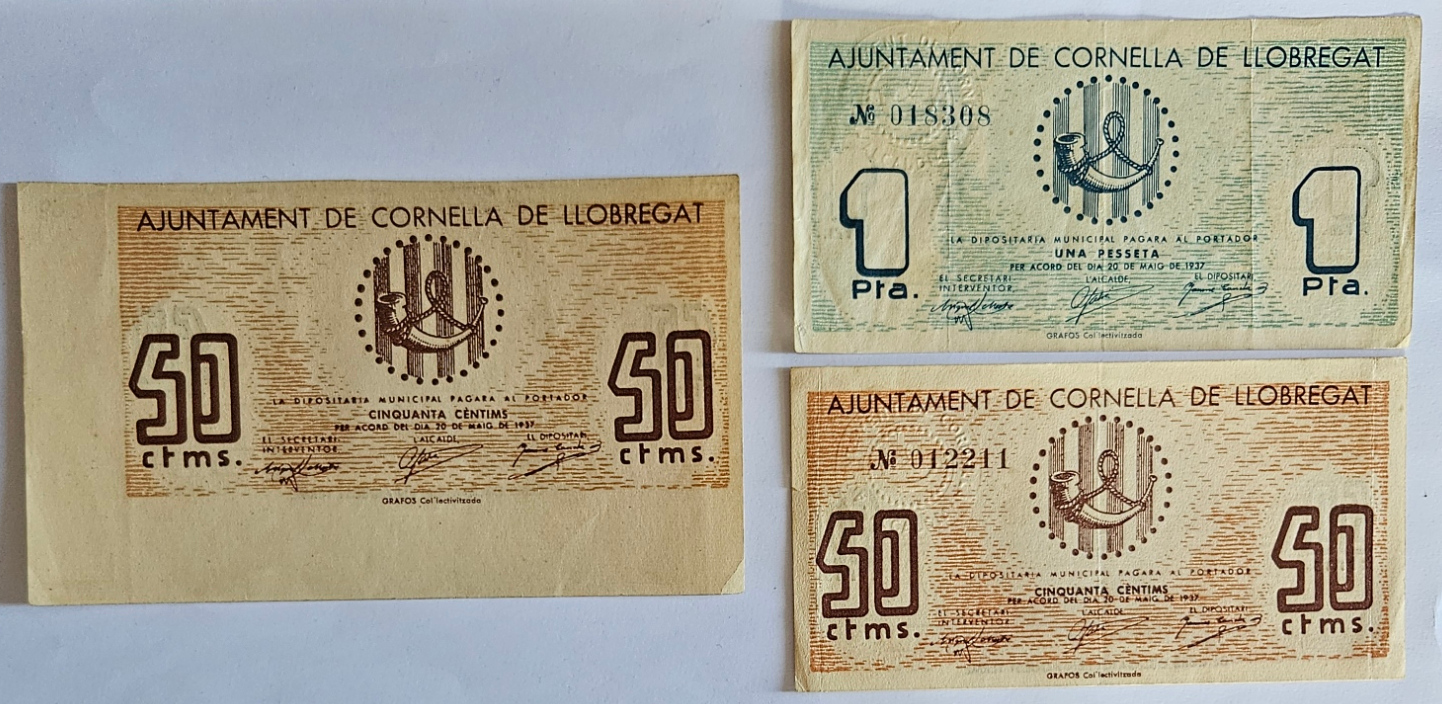 AJUNTAMENT DE CORNELLA DE LLOBREGAT
50
ctms.
50
ctms.
LA DIPOSITARIA MUNICIPAL PAGARA AL PORTADOR
CINQUANTA CÈNTIMS
PER ACORD DEL DIA 20 DE MAIG DE 1937
EL SECRETARI
INTERVENTOR,
L'ALCALDE,
EL DIPOSITARI,
GRAFOS Col·lectivitzada
AJUNTAMENT DE CORNELLA DE LLOBREGAT
№ 018308
1
Pta.
1
Pta.
LA DIPOSITARIA MUNICIPAL PAGARA AL PORTADOR
UNA PESSETA
PER ACORD DEL DIA 20 DE MAIG DE 1937
EL SECRETARI
INTERVENTOR,
L'ALCALDE,
EL DIPOSITARI,
GRAFOS Col·lectivitzada
AJUNTAMENT DE CORNELLA DE LLOBREGAT
№ 012211
50
ctms.
50
ctms.
LA DIPOSITARIA MUNICIPAL PAGARA AL PORTADOR
CINQUANTA CÈNTIMS
PER ACORD DEL DIA 20 DE MAIG DE 1937
EL SECRETARI
INTERVENTOR,
L'ALCALDE,
EL DIPOSITARI,
GRAFOS Col·lectivitzada